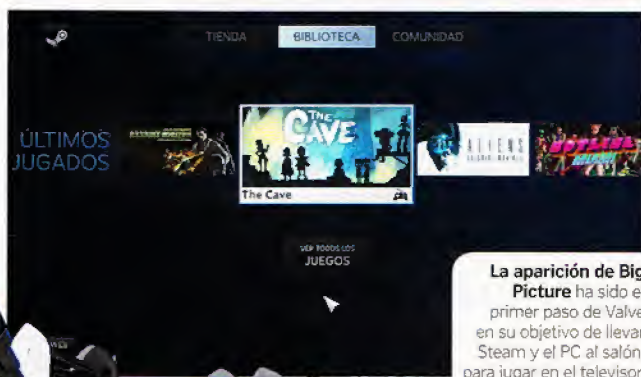 TIENDA BIBLIOTECA COMUNIDAD
ÚLTIMOS
JUGADOS
THE
CAVE
ALIENS
HOTLINE
The Cave
VER TODOS LOS
JUEGOS
La aparición de Big
Picture ha sido e
primer paso de Valve
en su objetivo de llevar
Steam y el PC al salón,
para jugar en el televisor